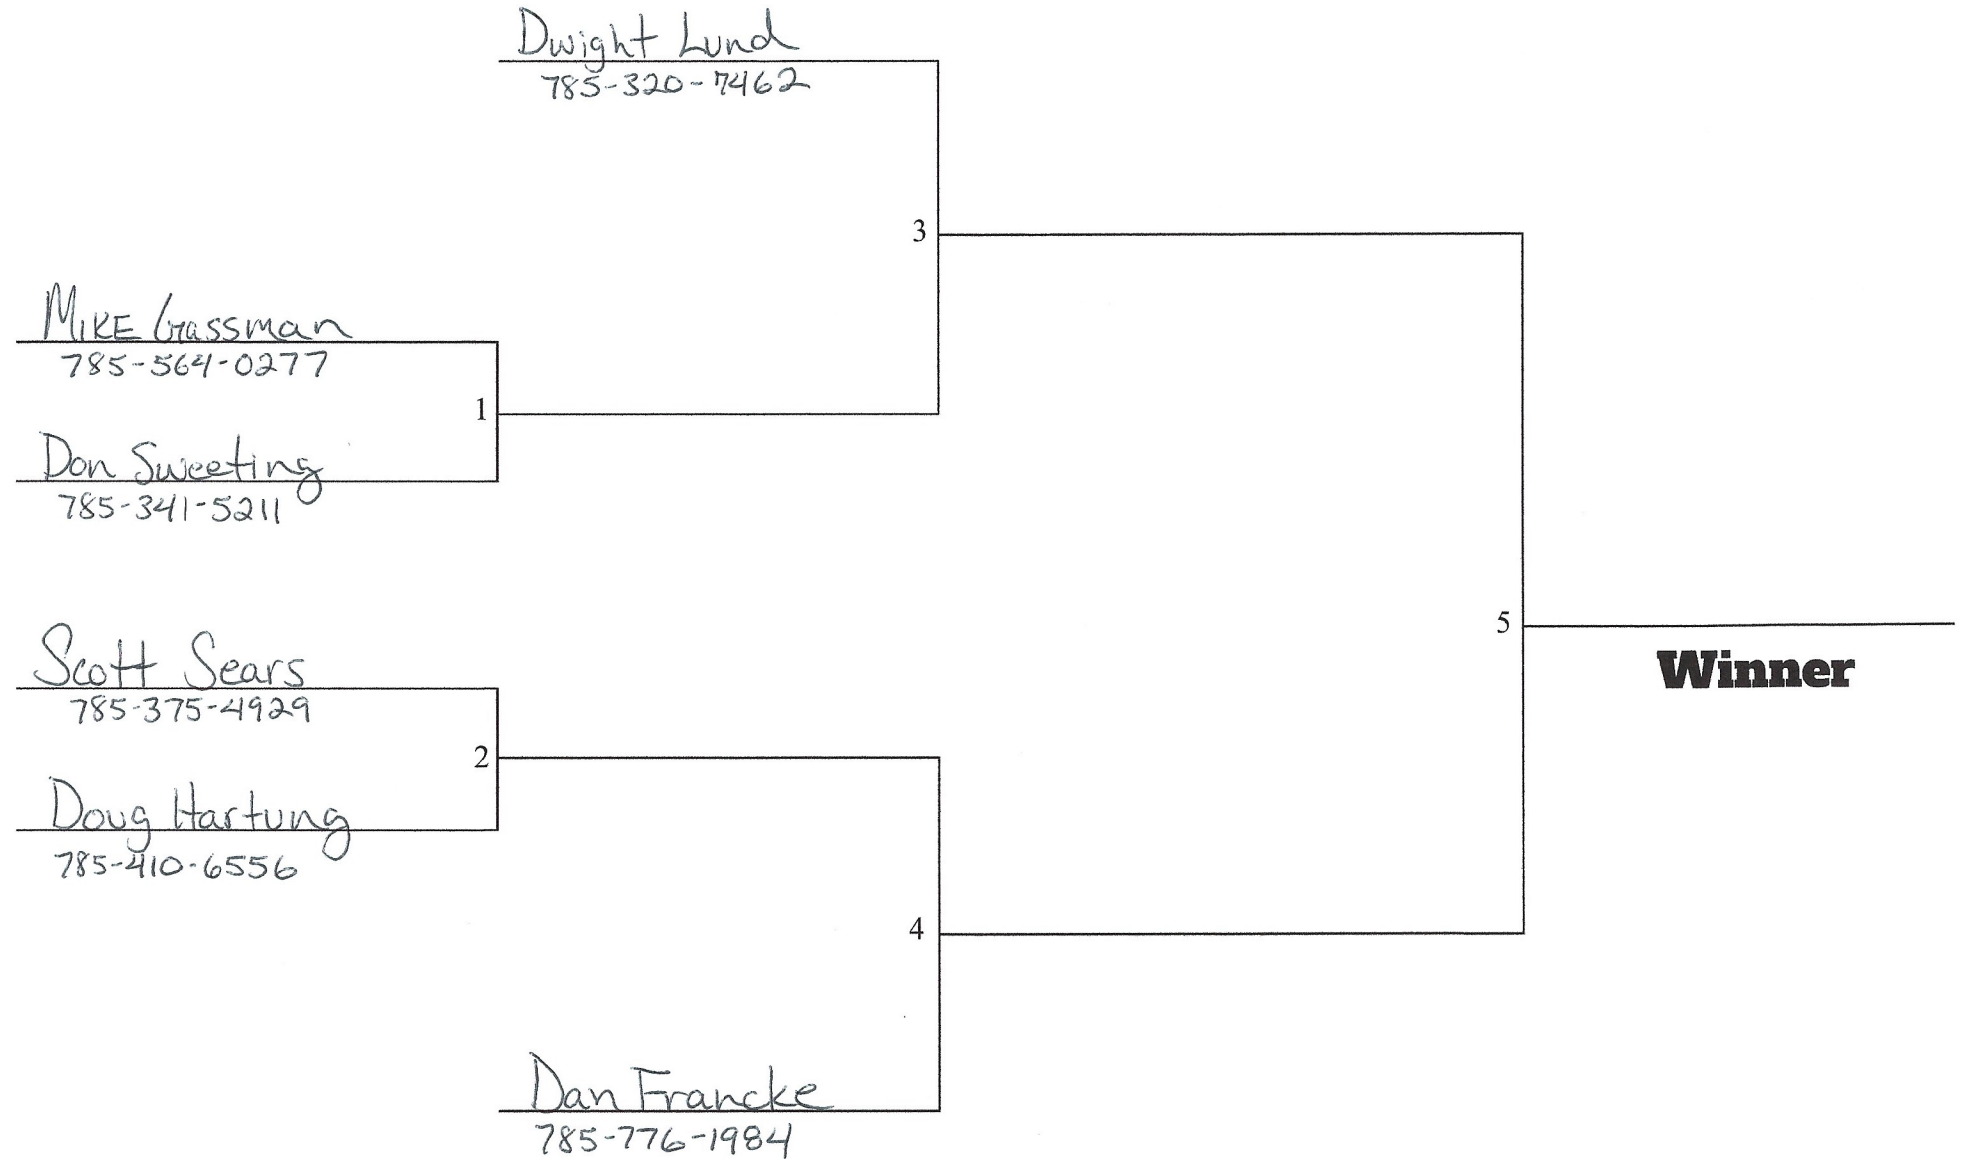 Dwight Lund
785-320-7462
3
MIKE Gassman
785-564-0277
1
Don Sweeting
785-341-5211
Scott Sears
785-375-4929
2
Doug Hartung
785-410-6556
5
Winner
4
Dan Francke
785-776-1984